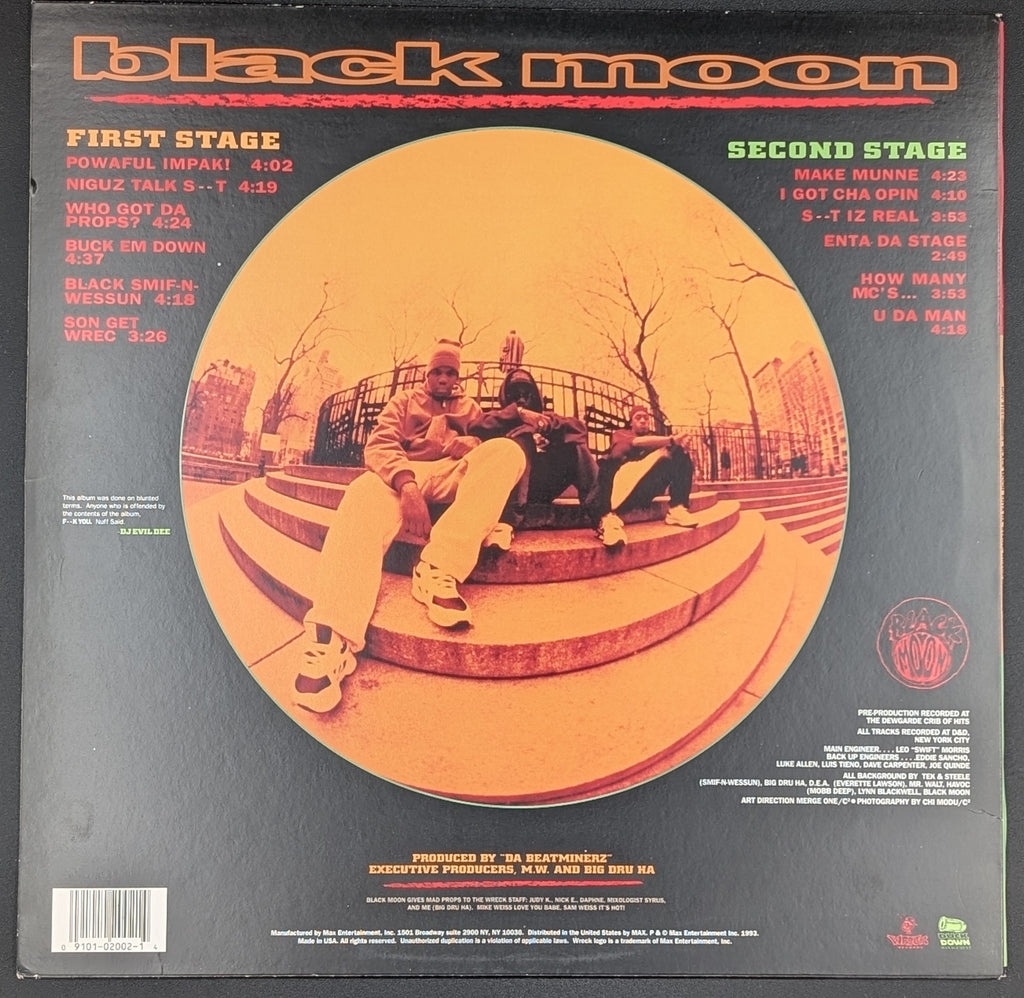 black moon
FIRST STAGE
POWAFUL IMPAK! 4:02
NIGUZ TALK S--T 4:19
WHO GOT DA
PROPS? 4:24
BUCK EM DOWN
4:37
BLACK SMIF-N-
WESSUN 4:18
SON GET
WREC 3:26
SECOND STAGE
MAKE MUNNE 4:23
I GOT CHA OPIN 4:10
S--T IZ REAL 3:53
ENTA DA STAGE
2:49
HOW MANY
MC'S... 3:53
U DA MAN
4:18
This album was done on blunted
terms. Anyone who is offended by
the contents of the album,
F--K YOU. Nuff Said.
-DJ EVIL DEE
BLACK
MOON
PRE-PRODUCTION RECORDED AT
THE DEWGARDE CRIB OF HITS
ALL TRACKS RECORDED AT D&D,
NEW YORK CITY
MAIN ENGINEER....LEO "SWIFT" MORRIS
BACK UP ENGINEERS....EDDIE SANCHO,
LUKE ALLEN, LUIS TIENO, DAVE CARPENTER, JOE QUINDE
ALL BACKGROUND BY TEK & STEELE
(SMIF-N-WESSUN), BIG DRU HA, D.E.A. (EVERETTE LAWSON), MR. WALT, HAVOC
(MOBB DEEP), LYNN BLACKWELL, BLACK MOON
ART DIRECTION MERGE ONE/C² • PHOTOGRAPHY BY CHI MODU/C²
PRODUCED BY "DA BEATMINERZ"
EXECUTIVE PRODUCERS, M.W. AND BIG DRU HA
BLACK MOON GIVES MAD PROPS TO THE WRECK STAFF: JUDY K., NICK E., DAPHNE, MIXOLOGIST SYRUS,
AND ME (BIG DRU HA). MIKE WEISS LOVE YOU BABE. SAM WEISS IT'S HOT!
Manufactured by Max Entertainment, Inc. 1501 Broadway suite 2900 NY, NY 10036. Distributed in the United States by MAX. P & © Max Entertainment Inc. 1993.
Made in USA. All rights reserved. Unauthorized duplication is a violation of applicable laws. Wreck logo is a trademark of Max Entertainment, Inc.
0 9101-02002-1 4
WRECK
RECORDS
DUCK
DOWN